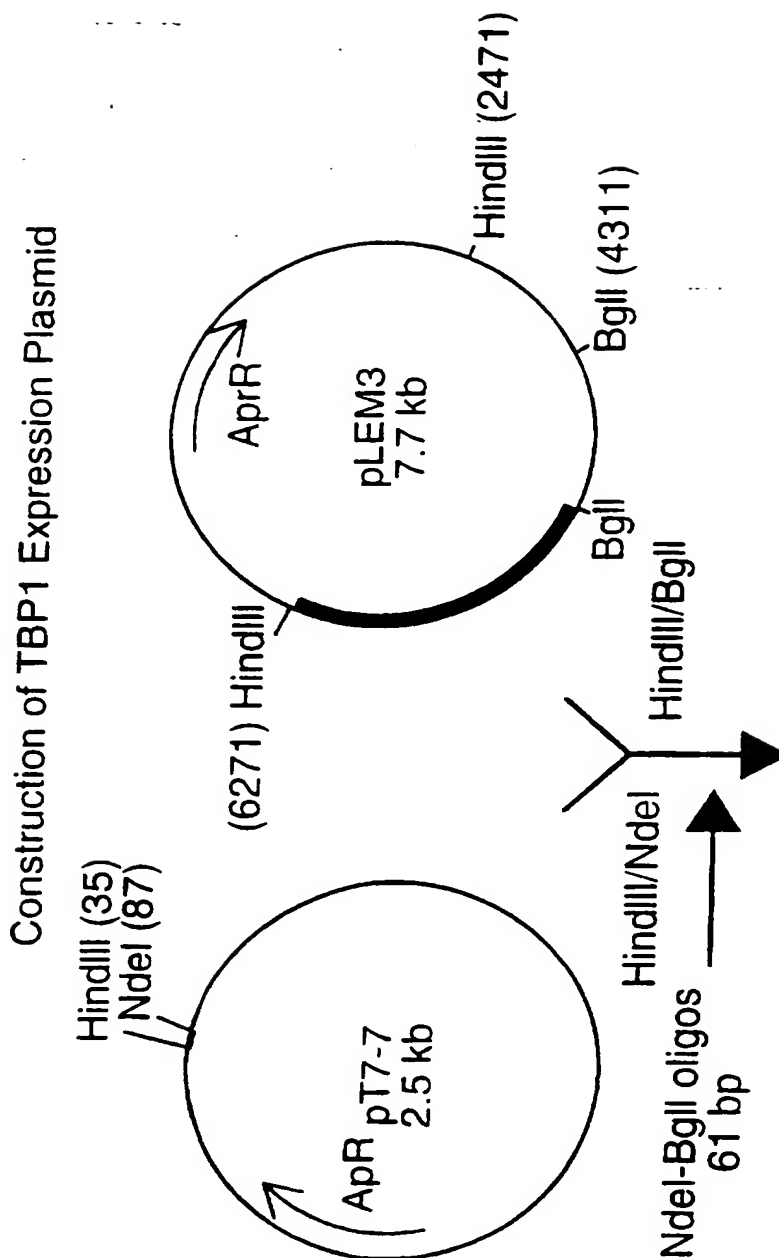 Construction of TBP1 Expression Plasmid
HindIII (35)
NdeI (87)
ApR
pT7-7
2.5 kb
(6271) HindIII
AprR
pLEM3
7.7 kb
HindIII (2471)
BglI (4311)
BglI
HindIII/NdeI
HindIII/BglI
NdeI-BglI oligos
61 bp